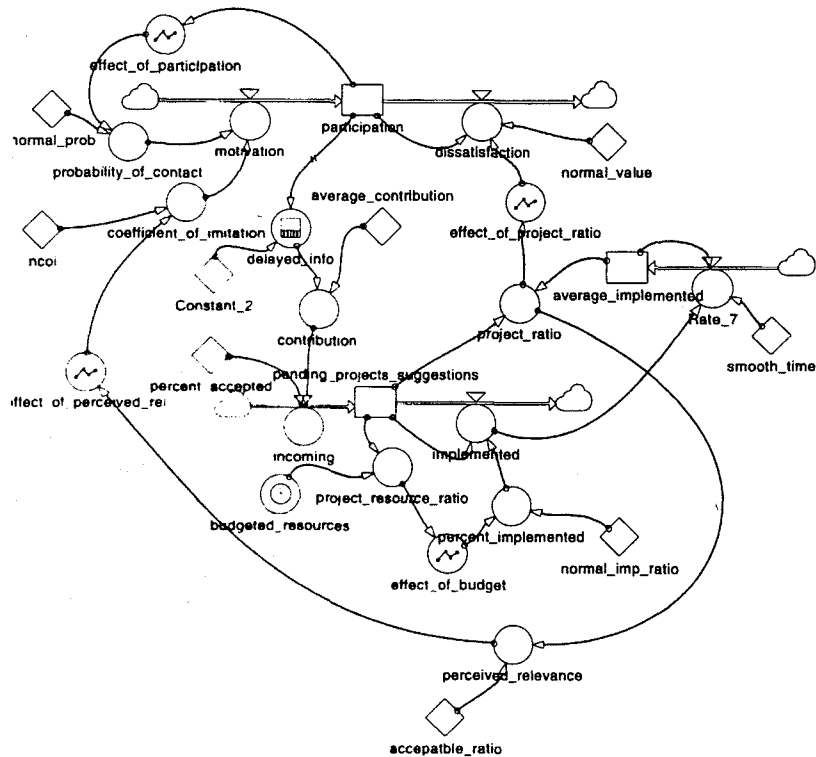 effect_of_participation
normal_prob
participation
probability_of_contact
motivation
dissatisfaction
normal_value
average_contribution
ncoi
coefficient_of_imitation
delayed_info
effect_of_project_ratio
Constant_2
average_implemented
contribution
project_ratio
Rate_7
smooth_time
pending_projects_suggestions
percent_accepted
effect_of_perceived_rel
incoming
implemented
project_resource_ratio
budgeted_resources
percent_implemented
effect_of_budget
normal_imp_ratio
perceived_relevance
accepatble_ratio